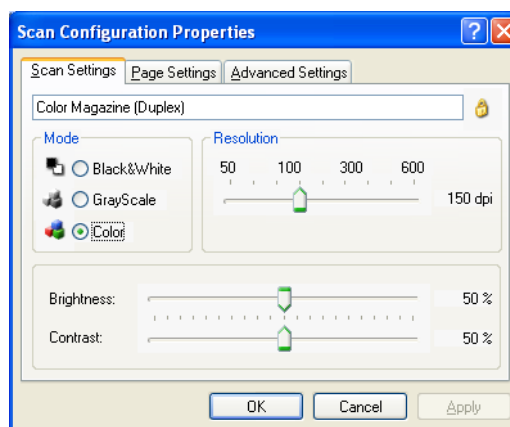 Scan Configuration Properties
Scan Settings Page Settings Advanced Settings
Color Magazine (Duplex)
Mode
Black&White
GrayScale
Color
Resolution
50 100 300 600
150 dpi
Brightness: 50 %
Contrast: 50 %
OK Cancel Apply